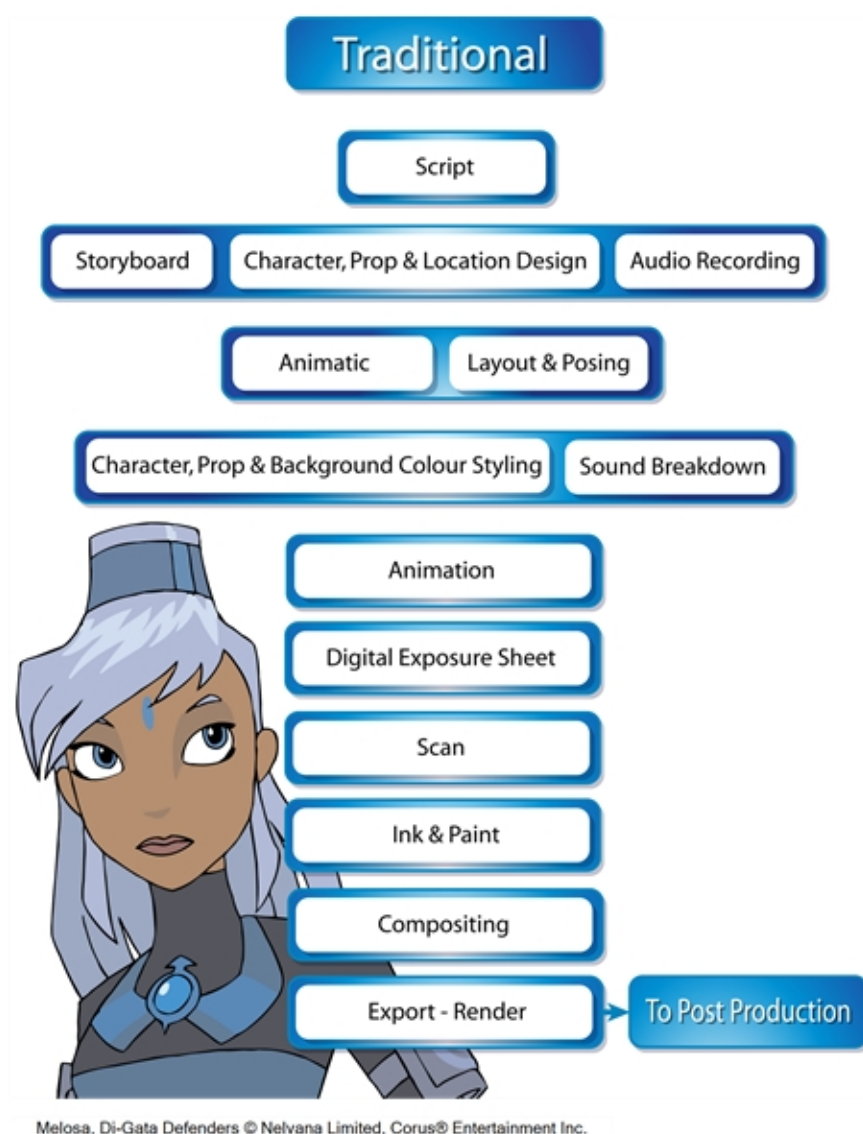 Traditional
Script
Storyboard
Character, Prop & Location Design
Audio Recording
Animatic
Layout & Posing
Character, Prop & Background Colour Styling
Sound Breakdown
Animation
Digital Exposure Sheet
Scan
Ink & Paint
Compositing
Export - Render
To Post Production
Melosa, Di-Gata Defenders © Nelvana Limited, Corus® Entertainment Inc.